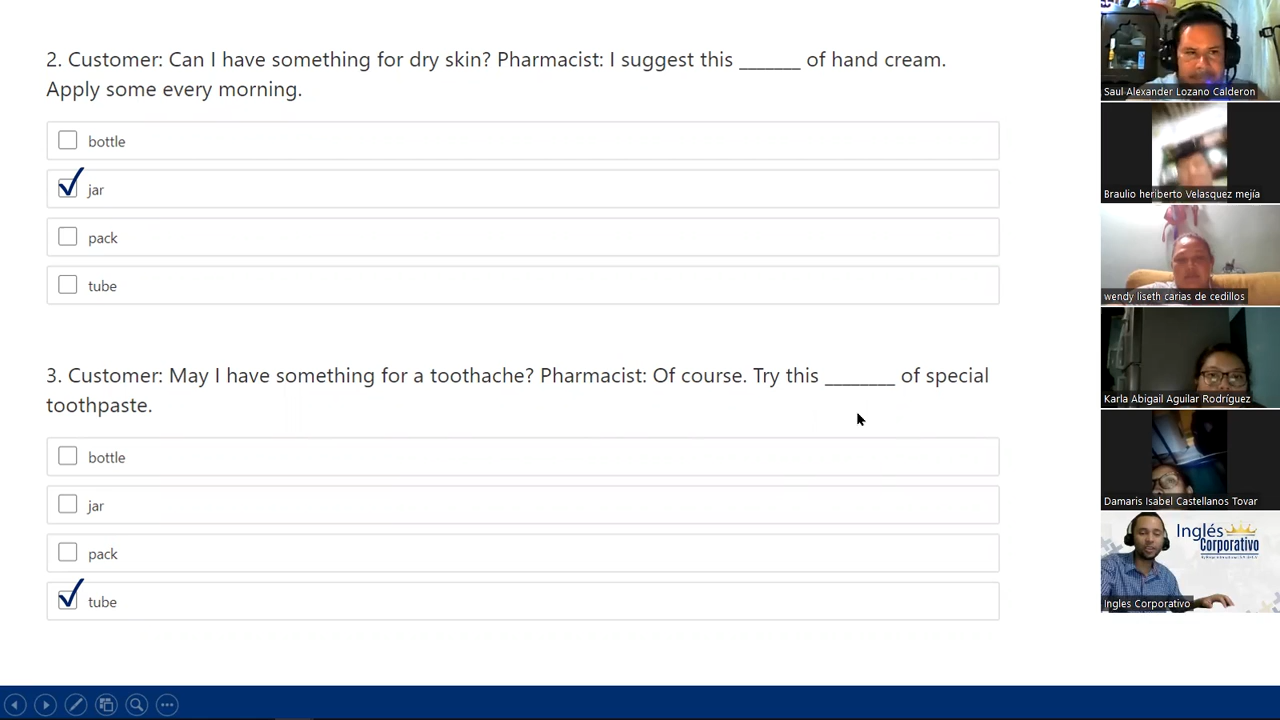 2. Customer: Can I have something for dry skin? Pharmacist: I suggest this _______ of hand cream.
Apply some every morning.
bottle
jar
pack
tube
3. Customer: May I have something for a toothache? Pharmacist: Of course. Try this ________ of special
toothpaste.
bottle
jar
pack
tube
Saul Alexander Lozano Calderon
Braulio heriberto Velasquez mejía
wendy liseth carias de cedillos
Karla Abigail Aguilar Rodríguez
Damaris Isabel Castellanos Tovar
Inglés
Corporativo
Ingles Corporativo